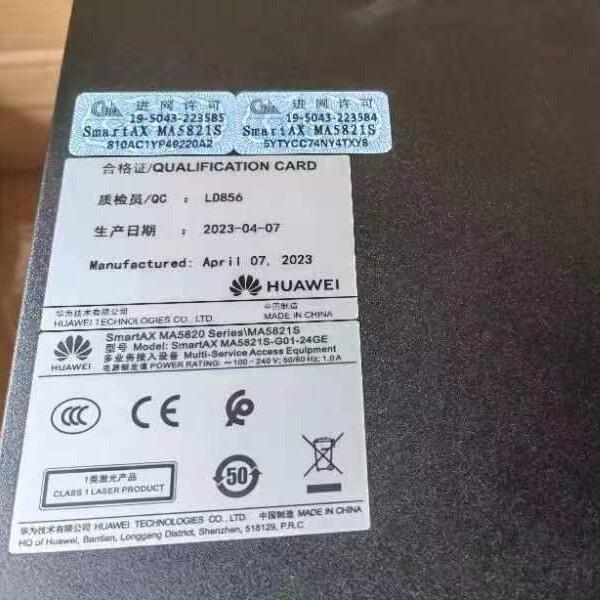 进网许可
19-5043-223585
SmartAX MA5821S
810AC1YP49220A2
进网许可
19-5043-223584
SmartAX MA5821S
5YTYCC74NY4TXY8
合格证/QUALIFICATION CARD
质检员/QC : LD856
生产日期 : 2023-04-07
Manufactured: April 07, 2023
HUAWEI
华为技术有限公司
HUAWEI TECHNOLOGIES CO., LTD.
中国制造
MADE IN CHINA
HUAWEI
SmartAX MA5820 Series\MA5821S
型号 Model: SmartAX MA5821S-G01-24GE
多业务接入设备 Multi-Service Access Equipment
电源额定值 POWER RATING: ~100-240V; 50/60Hz; 1.0A
CCC
CE
1类激光产品
CLASS 1 LASER PRODUCT
50
华为技术有限公司 HUAWEI TECHNOLOGIES CO., LTD. 中国制造 MADE IN CHINA
HQ of Huawei, Bantian, Longgang District, Shenzhen, 518129, P.R.C